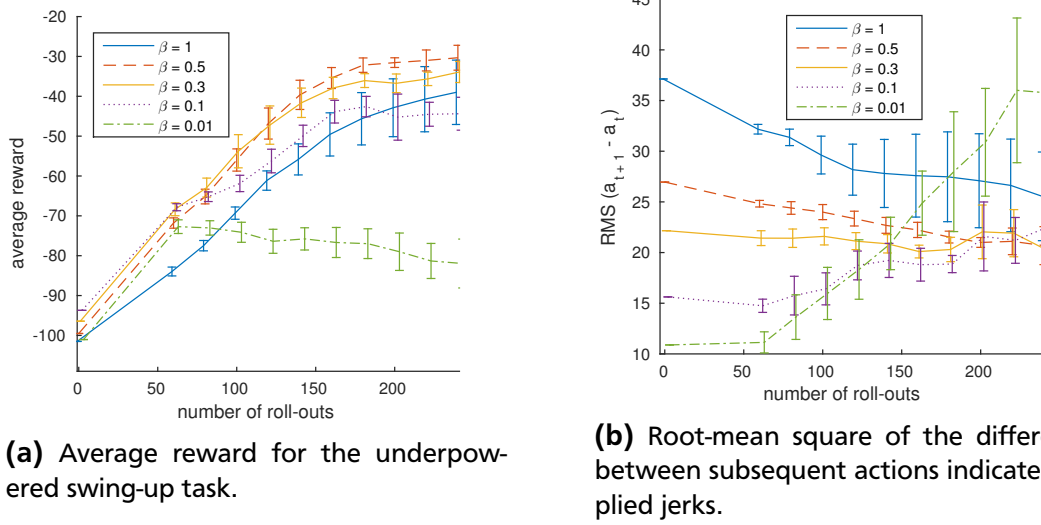 -20
-30
-40
-50
-60
-70
-80
-90
-100
average reward
β = 1
β = 0.5
β = 0.3
β = 0.1
β = 0.01
0 50 100 150 200
number of roll-outs
(a) Average reward for the underpow-
ered swing-up task.
45
40
35
30
25
20
15
10
RMS (a t+1 - a t)
β = 1
β = 0.5
β = 0.3
β = 0.1
β = 0.01
0 50 100 150 200
number of roll-outs
(b) Root-mean square of the differ
between subsequent actions indicate
plied jerks.